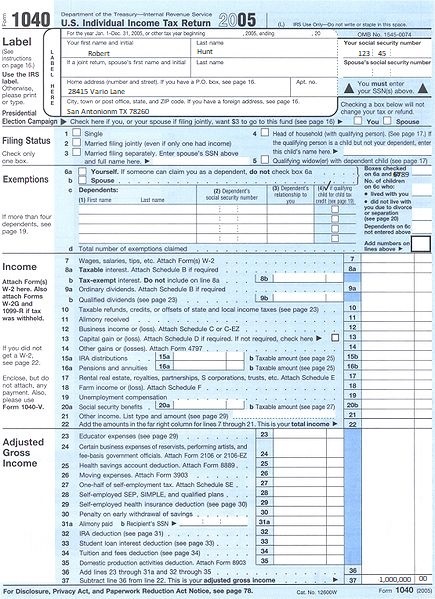 Form 1040 Department of the Treasury—Internal Revenue Service
U.S. Individual Income Tax Return 2005 (L) IRS Use Only—Do not write or staple in this space.
For the year Jan. 1-Dec. 31, 2005, or other tax year beginning , 2005, ending , 20 OMB No. 1545-0074
Label
(See instructions on page 16.)
Use the IRS label.
Otherwise, please print or type.
LABEL HERE
Your first name and initial Last name Your social security number
Robert Hunt 123 45
If a joint return, spouse's first name and initial Last name Spouse's social security number
Home address (number and street). If you have a P.O. box, see page 16. Apt. no.
28415 Vario Lane
You must enter your SSN(s) above.
City, town or post office, state, and ZIP code. If you have a foreign address, see page 16.
San Antonionm TX 78260
Checking a box below will not change your tax or refund.
Presidential Election Campaign Check here if you, or your spouse if filing jointly, want $3 to go to this fund (see page 16) You Spouse
Filing Status
Check only one box.
1 Single
2 Married filing jointly (even if only one had income)
3 Married filing separately. Enter spouse's SSN above and full name here.
4 Head of household (with qualifying person). (See page 17.) If the qualifying person is a child but not your dependent, enter this child's name here.
5 Qualifying widow(er) with dependent child (see page 17)
Exemptions
6a Yourself. If someone can claim you as a dependent, do not check box 6a
b Spouse
Boxes checked on 6a and 6b
c Dependents:
(1) First name Last name
(2) Dependent's social security number
(3) Dependent's relationship to you
(4) if qualifying child for child tax credit (see page 19)
No. of children on 6c who:
• lived with you
• did not live with you due to divorce or separation (see page 20)
Dependents on 6c not entered above
If more than four dependents, see page 19.
d Total number of exemptions claimed
Add numbers on lines above
Income
Attach Form(s) W-2 here. Also attach Forms W-2G and 1099-R if tax was withheld.
If you did not get a W-2, see page 22.
Enclose, but do not attach, any payment. Also, please use Form 1040-V.
7 Wages, salaries, tips, etc. Attach Form(s) W-2 7
8a Taxable interest. Attach Schedule B if required 8a
b Tax-exempt interest. Do not include on line 8a 8b
9a Ordinary dividends. Attach Schedule B if required 9a
b Qualified dividends (see page 23) 9b
10 Taxable refunds, credits, or offsets of state and local income taxes (see page 23) 10
11 Alimony received 11
12 Business income or (loss). Attach Schedule C or C-EZ 12
13 Capital gain or (loss). Attach Schedule D if required. If not required, check here 13
14 Other gains or (losses). Attach Form 4797 14
15a IRA distributions 15a b Taxable amount (see page 25) 15b
16a Pensions and annuities 16a b Taxable amount (see page 25) 16b
17 Rental real estate, royalties, partnerships, S corporations, trusts, etc. Attach Schedule E 17
18 Farm income or (loss). Attach Schedule F 18
19 Unemployment compensation 19
20a Social security benefits 20a b Taxable amount (see page 27) 20b
21 Other income. List type and amount (see page 29) 21
22 Add the amounts in the far right column for lines 7 through 21. This is your total income 22
Adjusted Gross Income
23 Educator expenses (see page 29) 23
24 Certain business expenses of reservists, performing artists, and fee-basis government officials. Attach Form 2106 or 2106-EZ 24
25 Health savings account deduction. Attach Form 8889 25
26 Moving expenses. Attach Form 3903 26
27 One-half of self-employment tax. Attach Schedule SE 27
28 Self-employed SEP, SIMPLE, and qualified plans 28
29 Self-employed health insurance deduction (see page 30) 29
30 Penalty on early withdrawal of savings 30
31a Alimony paid b Recipient's SSN 31a
32 IRA deduction (see page 31) 32
33 Student loan interest deduction (see page 33) 33
34 Tuition and fees deduction (see page 34) 34
35 Domestic production activities deduction. Attach Form 8903 35
36 Add lines 23 through 31a and 32 through 35 36
37 Subtract line 36 from line 22. This is your adjusted gross income 37 1,000,000 00
For Disclosure, Privacy Act, and Paperwork Reduction Act Notice, see page 78. Cat. No. 12600W Form 1040 (2005)